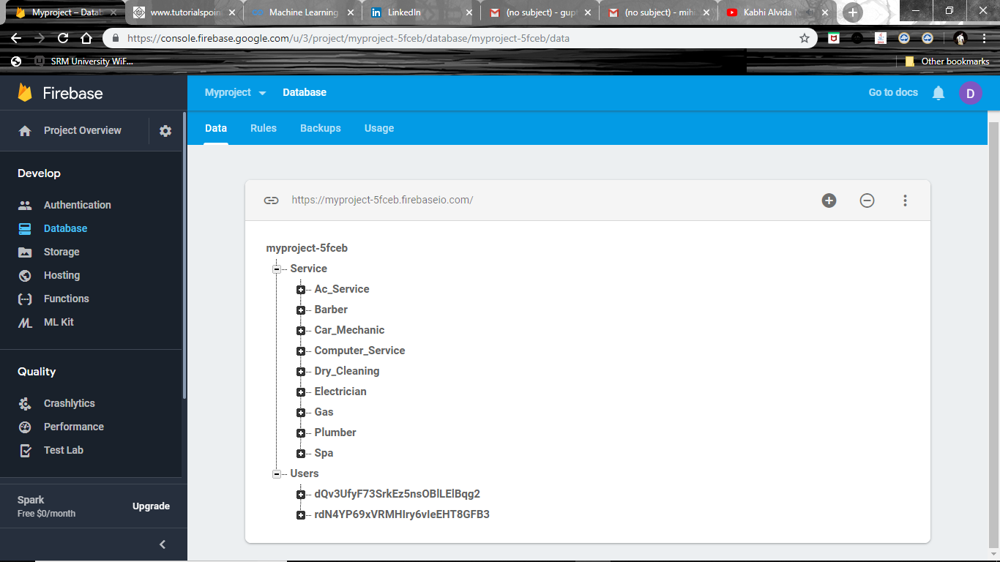 Myproject – Datab
www.tutorialspoin
Machine Learning
LinkedIn
(no subject) - gup
(no subject) - mihi
Kabhi Alvida N
https://console.firebase.google.com/u/3/project/myproject-5fceb/database/myproject-5fceb/data
SRM University WiF...
Other bookmarks
Firebase
Myproject
Database
Go to docs
D
Project Overview
Data
Rules
Backups
Usage
Develop
Authentication
Database
Storage
Hosting
Functions
ML Kit
Quality
Crashlytics
Performance
Test Lab
Spark
Free $0/month
Upgrade
https://myproject-5fceb.firebaseio.com/
myproject-5fceb
Service
Ac_Service
Barber
Car_Mechanic
Computer_Service
Dry_Cleaning
Electrician
Gas
Plumber
Spa
Users
dQv3UfyF73SrkEz5nsOBlLElBqg2
rdN4YP69xVRMHIry6vIeEHT8GFB3